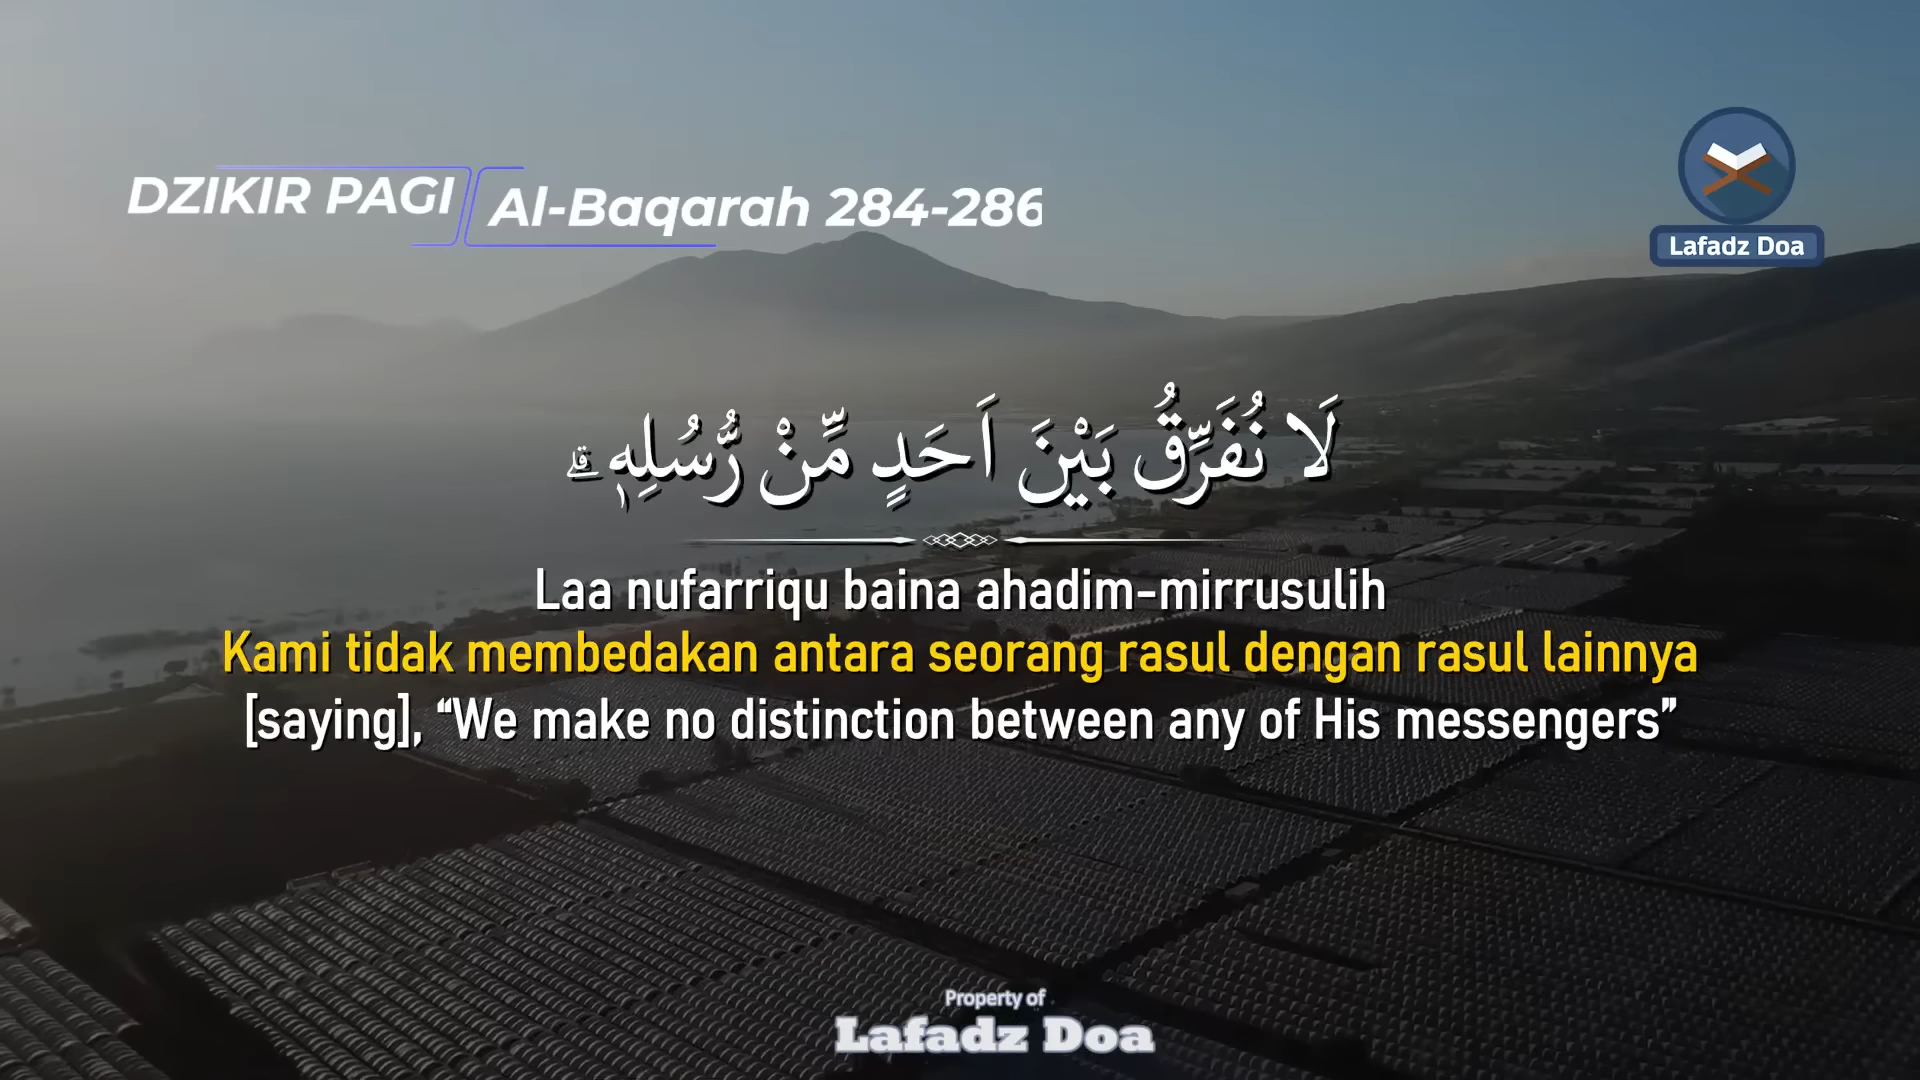 DZIKIR PAGI
Al-Baqarah 284-286
Lafadz Doa
لَا نُفَرِّقُ بَيْنَ اَحَدٍ مِّنْ رُّسُلِهٖ ۗ
Laa nufarriqu baina ahadim-mirrusulih
Kami tidak membedakan antara seorang rasul dengan rasul lainnya
[saying], “We make no distinction between any of His messengers”
Property of
Lafadz Doa